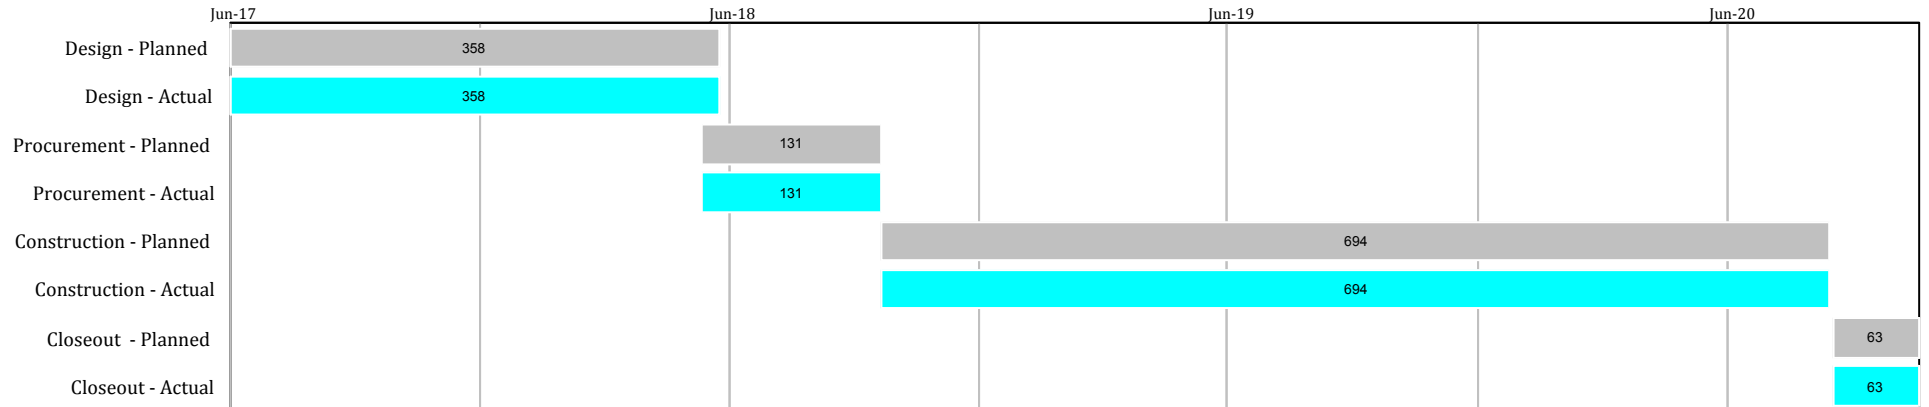 Jun-17 Jun-18 Jun-19 Jun-20
Design - Planned 358
Design - Actual 358
Procurement - Planned 131
Procurement - Actual 131
Construction - Planned 694
Construction - Actual 694
Closeout  - Planned 63
Closeout - Actual 63